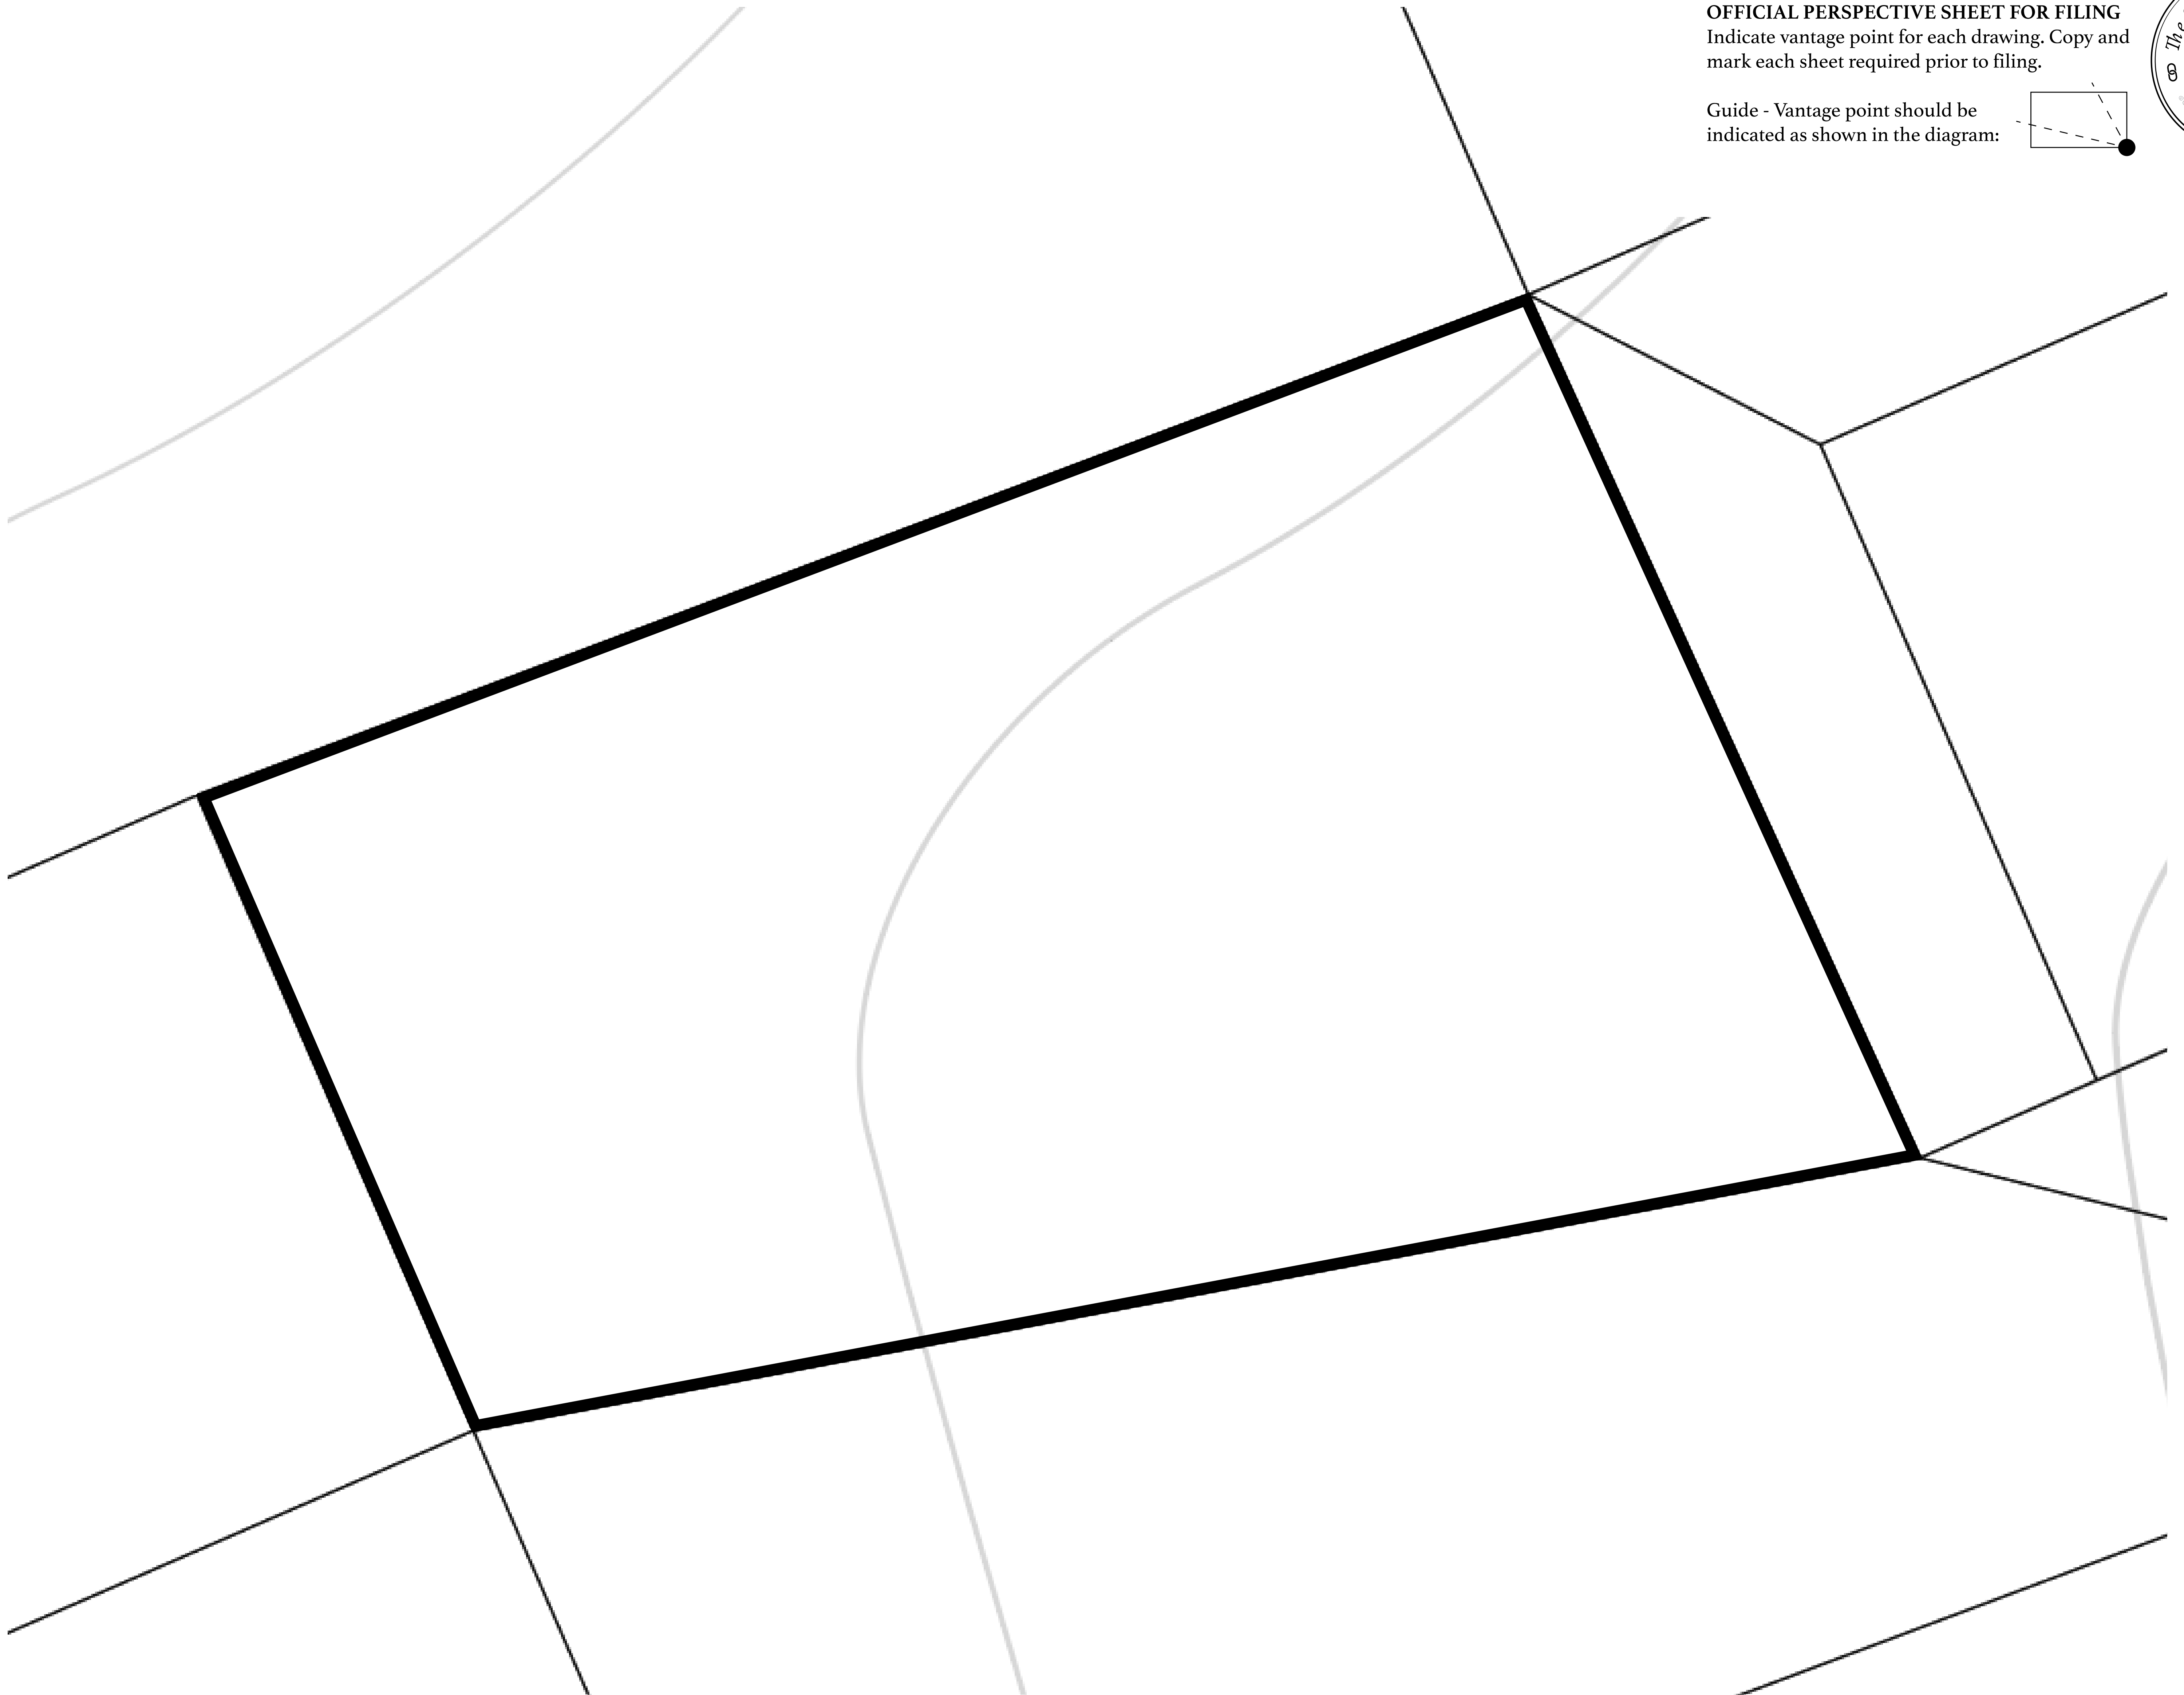 OFFICIAL PERSPECTIVE SHEET FOR FILING
Indicate vantage point for each drawing. Copy and
mark each sheet required prior to filing.
Guide - Vantage point should be
indicated as shown in the diagram:
The